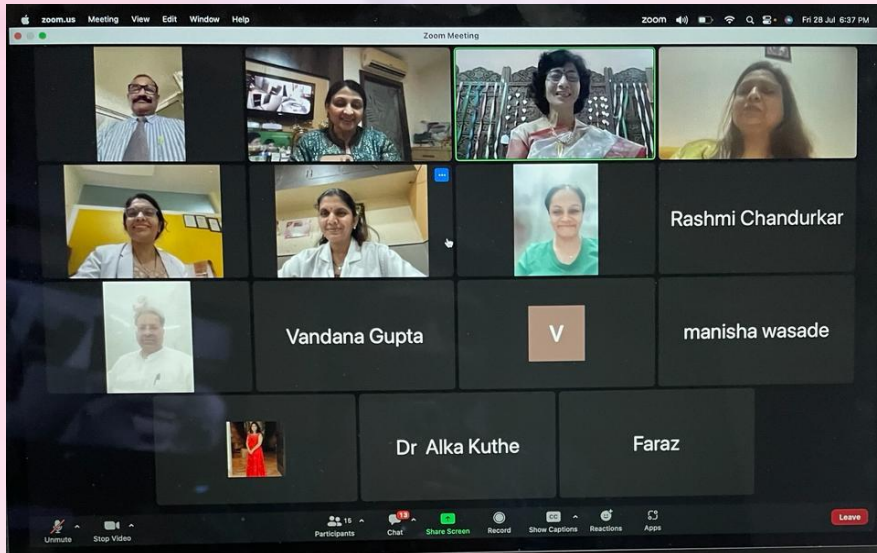 zoom.us Meeting View Edit Window Help
zoom Fri 28 Jul 6:37 PM
Zoom Meeting
Rashmi Chandurkar
Vandana Gupta
V
manisha wasade
Dr Alka Kuthe
Faraz
Unmute
Stop Video
Participants
15
Chat
13
Share Screen
Record
CC
Show Captions
Reactions
Apps
Leave